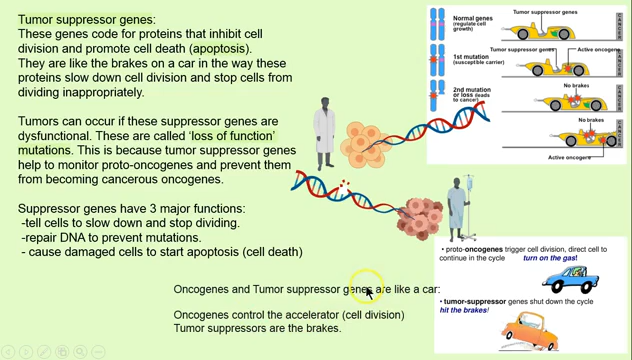 Tumor suppressor genes:
These genes code for proteins that inhibit cell
division and promote cell death (apoptosis).
They are like the brakes on a car in the way these
proteins slow down cell division and stop cells from
dividing inappropriately.
Tumors can occur if these suppressor genes are
dysfunctional. These are called 'loss of function'
mutations. This is because tumor suppressor genes
help to monitor proto-oncogenes and prevent them
from becoming cancerous oncogenes.
Suppressor genes have 3 major functions:
-tell cells to slow down and stop dividing.
-repair DNA to prevent mutations.
- cause damaged cells to start apoptosis (cell death)
Oncogenes and Tumor suppressor genes are like a car:
Oncogenes control the accelerator (cell division)
Tumor suppressors are the brakes.
Normal genes
(regulate cell
growth)
Tumor suppressor genes
CANCER
1st mutation
(susceptible carrier)
Tumor suppressor genes
Active oncogene
CANCER
2nd mutation
or loss (leads
to cancer)
No brakes
CANCER
No brakes
CANCER
Active oncogene
• proto-oncogenes trigger cell division, direct cell to
continue in the cycle turn on the gas!
• tumor-suppressor genes shut down the cycle
hit the brakes!